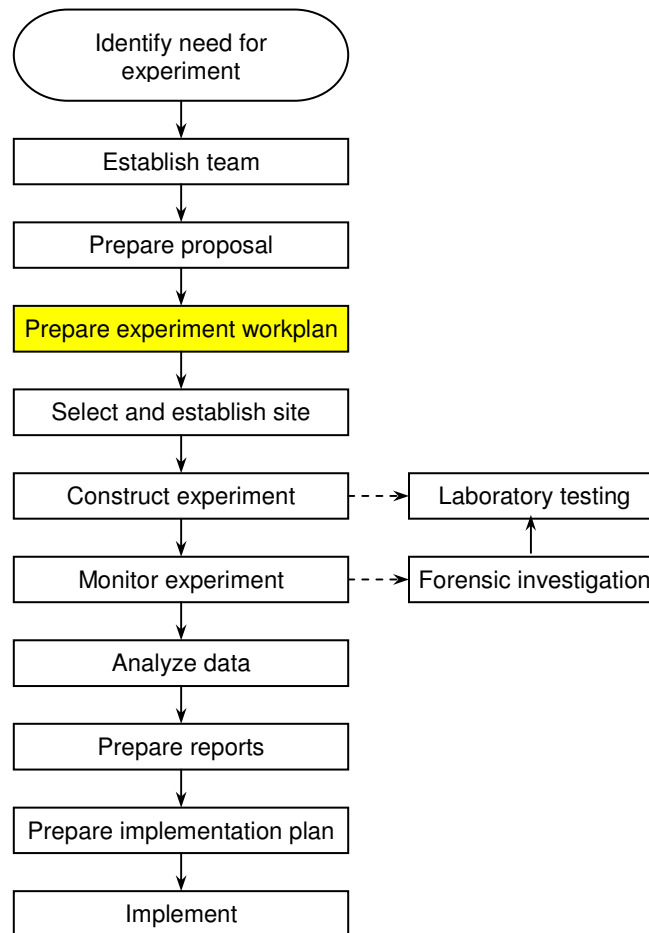 Identify need for
experiment
Establish team
Prepare proposal
Prepare experiment workplan
Select and establish site
Construct experiment
Laboratory testing
Monitor experiment
Forensic investigation
Analyze data
Prepare reports
Prepare implementation plan
Implement